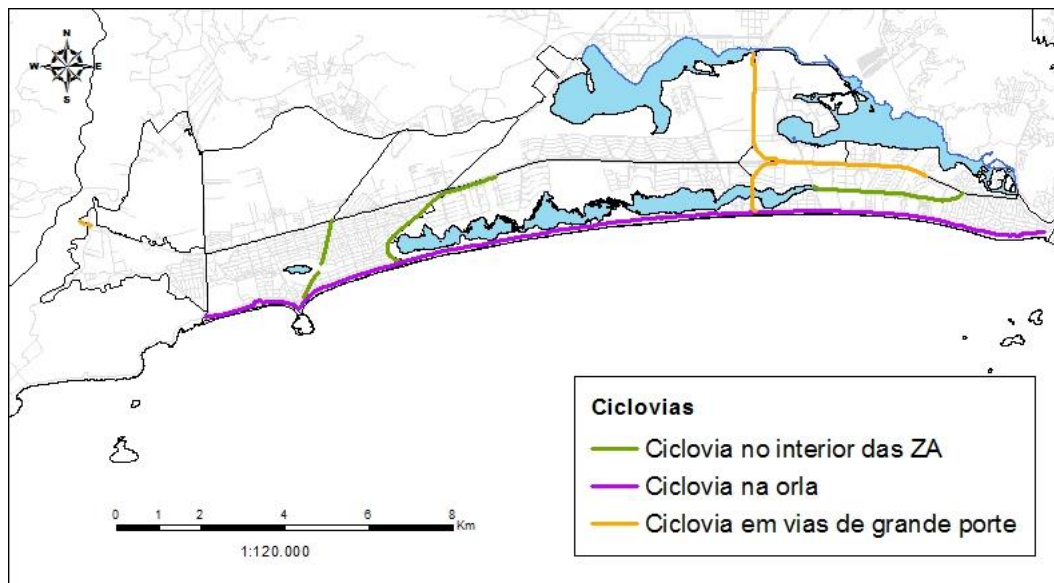 N
W E
S
Ciclovias
Ciclovia no interior das ZA
Ciclovia na orla
Ciclovia em vias de grande porte
0 1 2 4 6 8
Km
1:120.000